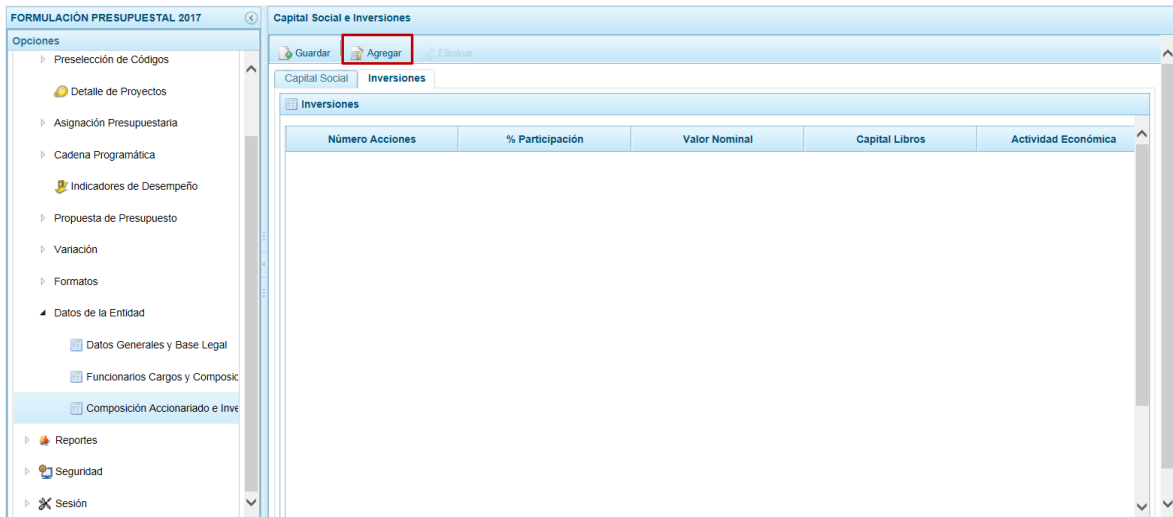 FORMULACIÓN PRESUPUESTAL 2017
Opciones
Preselección de Códigos
Detalle de Proyectos
Asignación Presupuestaria
Cadena Programática
Indicadores de Desempeño
Propuesta de Presupuesto
Variación
Formatos
Datos de la Entidad
Datos Generales y Base Legal
Funcionarios Cargos y Composic
Composición Accionariado e Inve
Reportes
Seguridad
Sesión
Capital Social e Inversiones
Guardar Agregar Eliminar
Capital Social Inversiones
Inversiones
Número Acciones % Participación Valor Nominal Capital Libros Actividad Económica